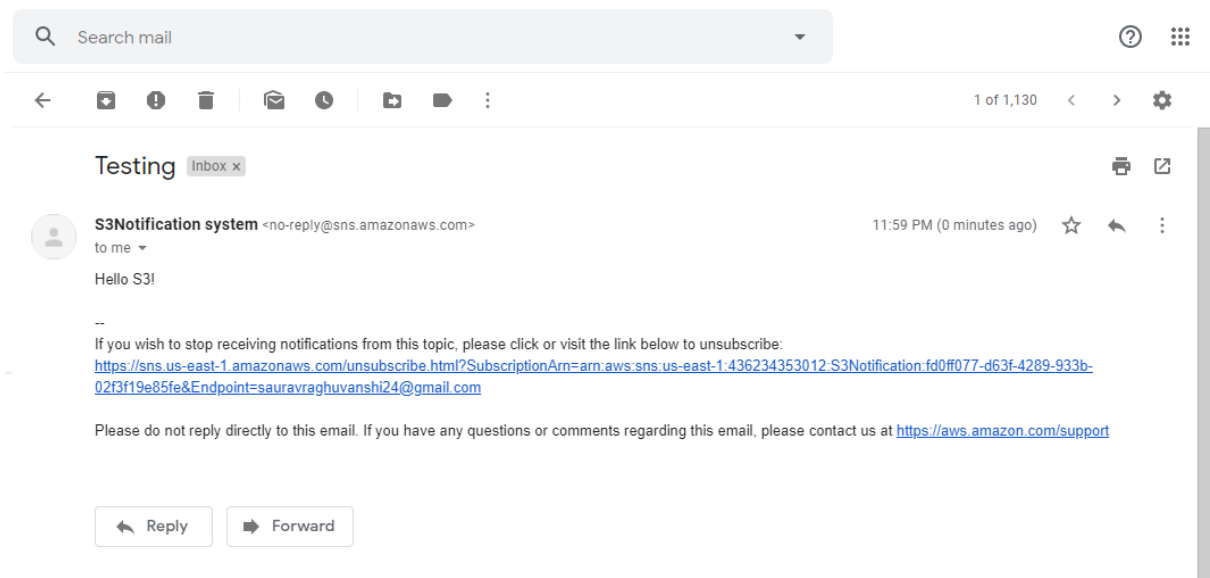 Search mail
1 of 1,130
Testing Inbox x
S3Notification system <no-reply@sns.amazonaws.com> 11:59 PM (0 minutes ago)
to me
Hello S3!
--
If you wish to stop receiving notifications from this topic, please click or visit the link below to unsubscribe:
https://sns.us-east-1.amazonaws.com/unsubscribe.html?SubscriptionArn=arn:aws:sns:us-east-1:436234353012:S3Notification:fd0ff077-d63f-4289-933b-
02f3f19e85fe&Endpoint=sauravraghuvanshi24@gmail.com
Please do not reply directly to this email. If you have any questions or comments regarding this email, please contact us at https://aws.amazon.com/support
Reply Forward